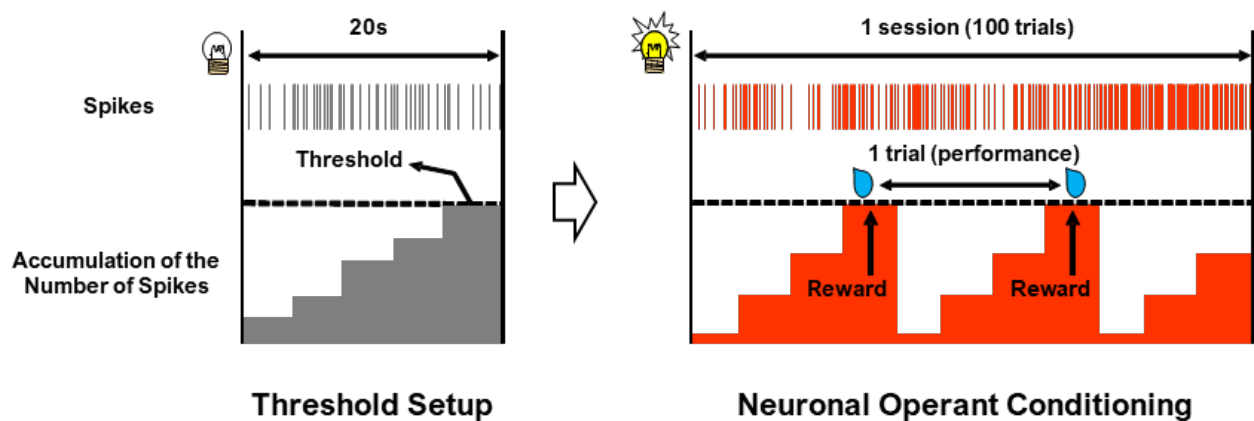 20s
1 session (100 trials)
Spikes
Threshold
1 trial (performance)
Accumulation of the
Number of Spikes
Reward
Reward
Threshold Setup
Neuronal Operant Conditioning